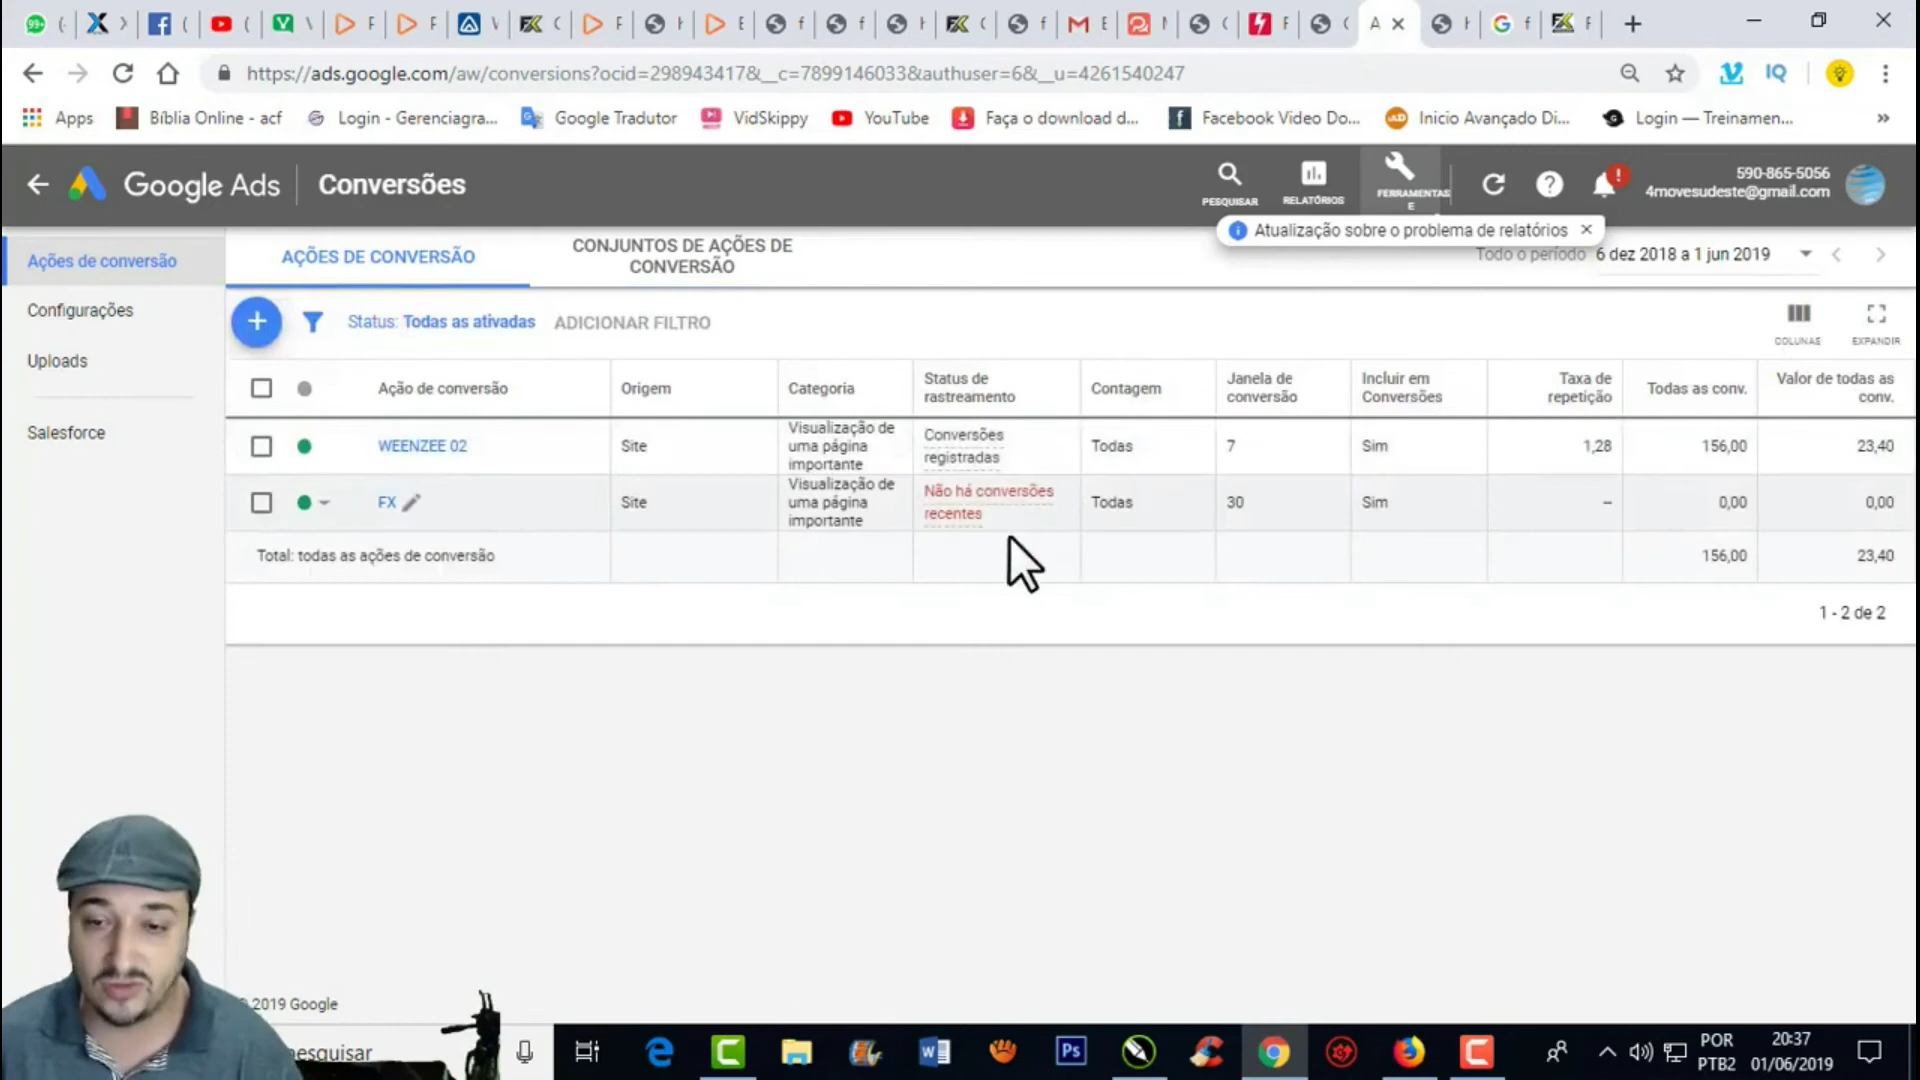 https://ads.google.com/aw/conversions?ocid=298943417&__c=7899146033&authuser=6&__u=4261540247
IQ
Apps
Bíblia Online - acf
Login - Gerenciagra...
Google Tradutor
VidSkippy
YouTube
Faça o download d...
Facebook Video Do...
Inicio Avançado Di...
Login — Treinamen...
»
Google Ads
Conversões
PESQUISAR
RELATÓRIOS
FERRAMENTAS
E
590-865-5056
4movesudeste@gmail.com
Atualização sobre o problema de relatórios
Ações de conversão
Configurações
Uploads
Salesforce
AÇÕES DE CONVERSÃO
CONJUNTOS DE AÇÕES DE
CONVERSÃO
Todo o período
6 dez 2018 a 1 jun 2019
Status: Todas as ativadas
ADICIONAR FILTRO
COLUNAS
EXPANDIR
Ação de conversão
Origem
Categoria
Status de
rastreamento
Contagem
Janela de
conversão
Incluir em
Conversões
Taxa de
repetição
Todas as conv.
Valor de todas as
conv.
WEENZEE 02
Site
Visualização de
uma página
importante
Conversões
registradas
Todas
7
Sim
1,28
156,00
23,40
FX
Site
Visualização de
uma página
importante
Não há conversões
recentes
Todas
30
Sim
–
0,00
0,00
Total: todas as ações de conversão
156,00
23,40
1 - 2 de 2
2019 Google
esquisar
POR
PTB2
20:37
01/06/2019